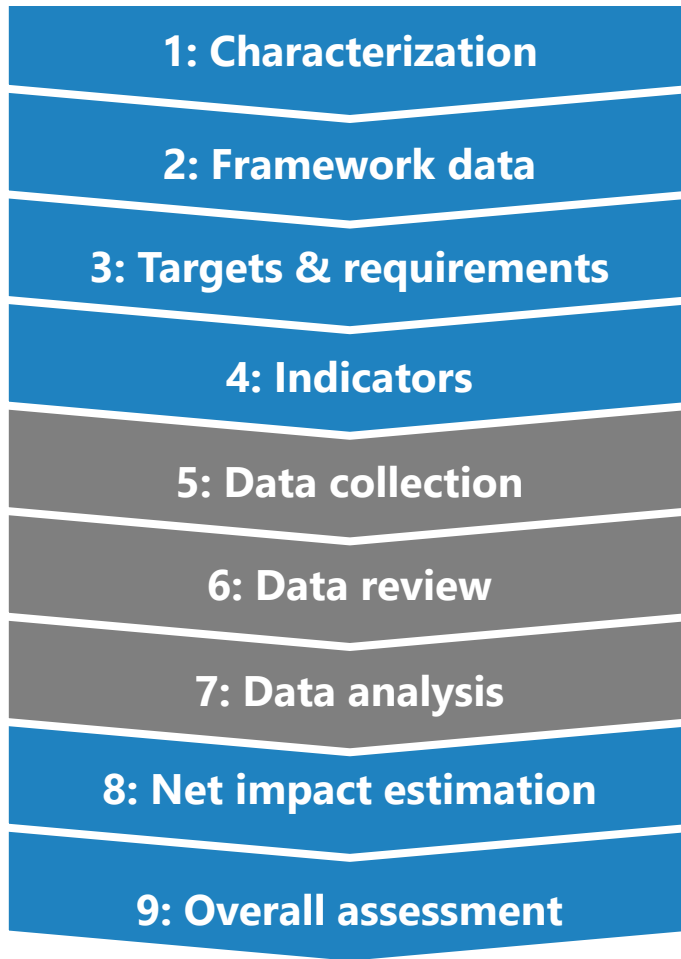 1: Characterization
2: Framework data
3: Targets & requirements
4: Indicators
5: Data collection
6: Data review
7: Data analysis
8: Net impact estimation
9: Overall assessment